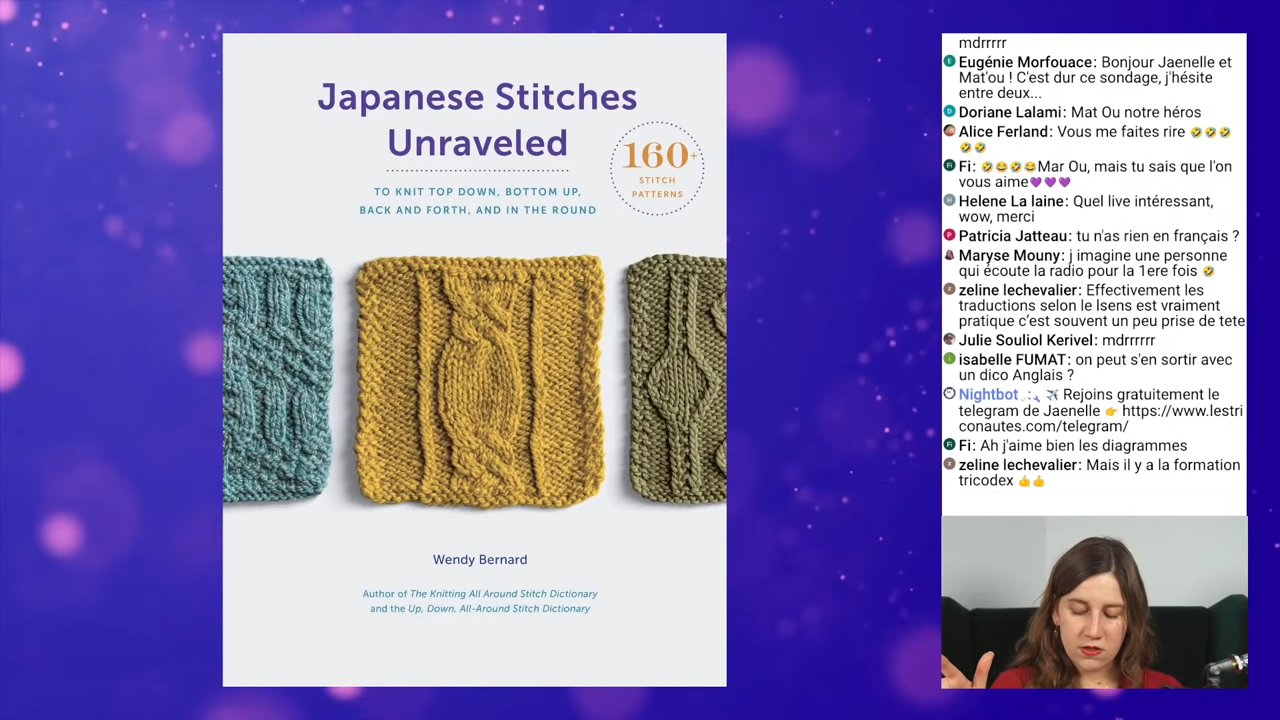 Japanese Stitches
Unraveled
160+
STITCH
PATTERNS
TO KNIT TOP DOWN, BOTTOM UP,
BACK AND FORTH, AND IN THE ROUND
Wendy Bernard
Author of The Knitting All Around Stitch Dictionary
and the Up, Down, All-Around Stitch Dictionary
mdrrrrr
Eugénie Morfouace: Bonjour Jaenelle et
Mat'ou ! C'est dur ce sondage, j'hésite
entre deux...
Doriane Lalami: Mat Ou notre héros
Alice Ferland: Vous me faites rire 🤣🤣🤣
🤣🤣
Fi: 🤣😂🤣😂Mar Ou, mais tu sais que l'on
vous aime💜💜💜
Helene La laine: Quel live intéressant,
wow, merci
Patricia Jatteau: tu n'as rien en français ?
Maryse Mouny: j imagine une personne
qui écoute la radio pour la 1ere fois 🤣
zeline lechevalier: Effectivement les
traductions selon le lsens est vraiment
pratique c'est souvent un peu prise de tete
Julie Souliol Kerivel: mdrrrrrr
isabelle FUMAT: on peut s'en sortir avec
un dico Anglais ?
Nightbot ✈️ Rejoins gratuitement le
telegram de Jaenelle 👉 https://www.lestri
conautes.com/telegram/
Fi: Ah j'aime bien les diagrammes
zeline lechevalier: Mais il y a la formation
tricodex 👍👍